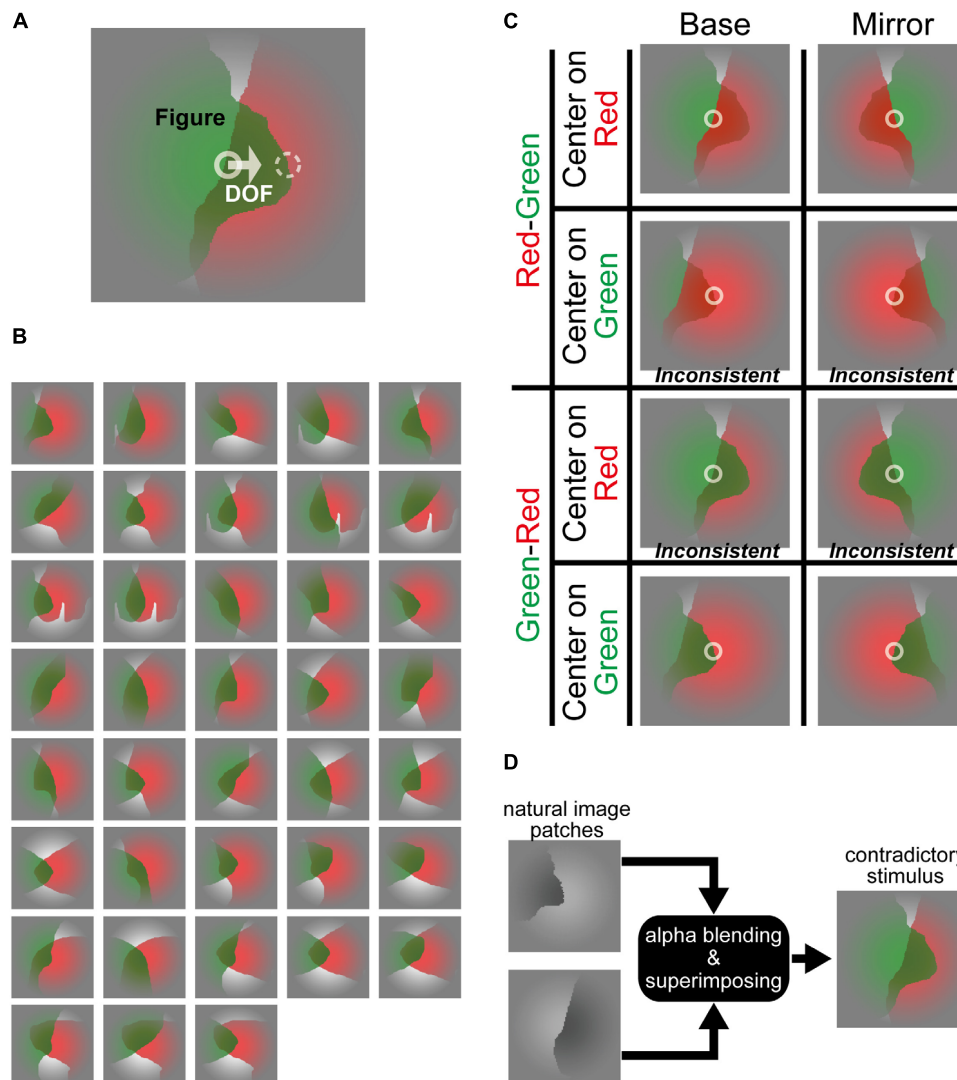 A
Figure
DOF
B
C
Base
Mirror
Red-Green
Center on
Red
Center on
Green
Inconsistent
Inconsistent
Green-Red
Center on
Red
Inconsistent
Inconsistent
Center on
Green
D
natural image
patches
alpha blending
&
superimposing
contradictory
stimulus